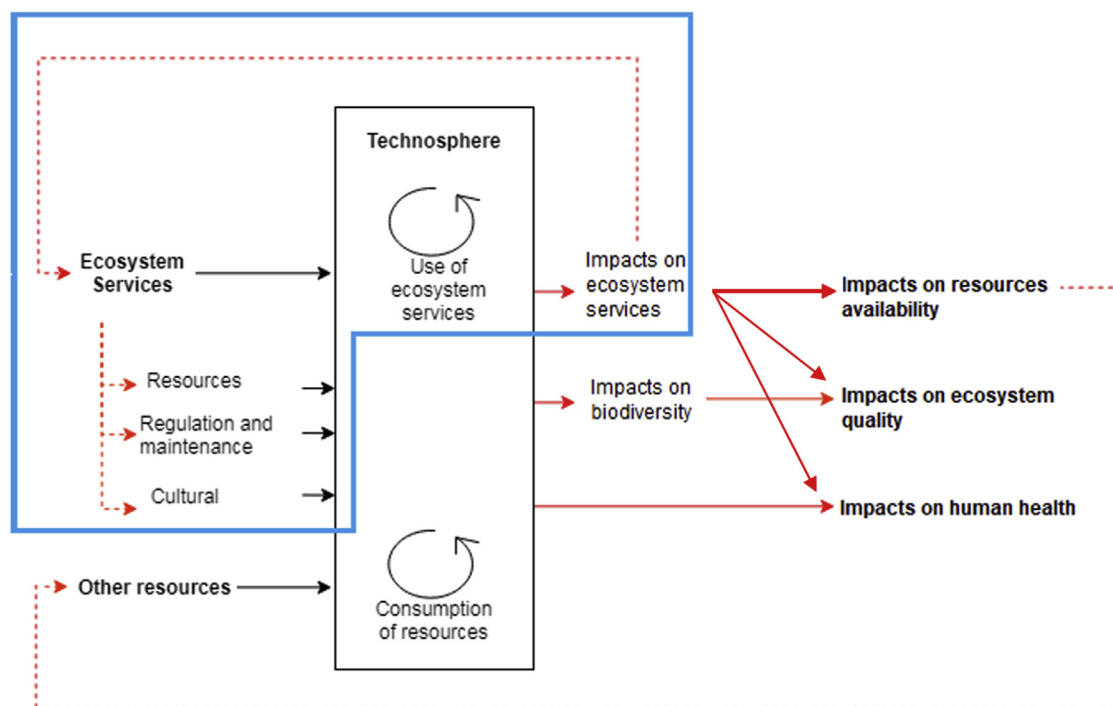 Technosphere
Ecosystem
Services
Use of
ecosystem
services
Impacts on
ecosystem
services
Impacts on resources
availability
Resources
Impacts on
biodiversity
Impacts on ecosystem
quality
Regulation and
maintenance
Cultural
Impacts on human health
Other resources
Consumption
of resources